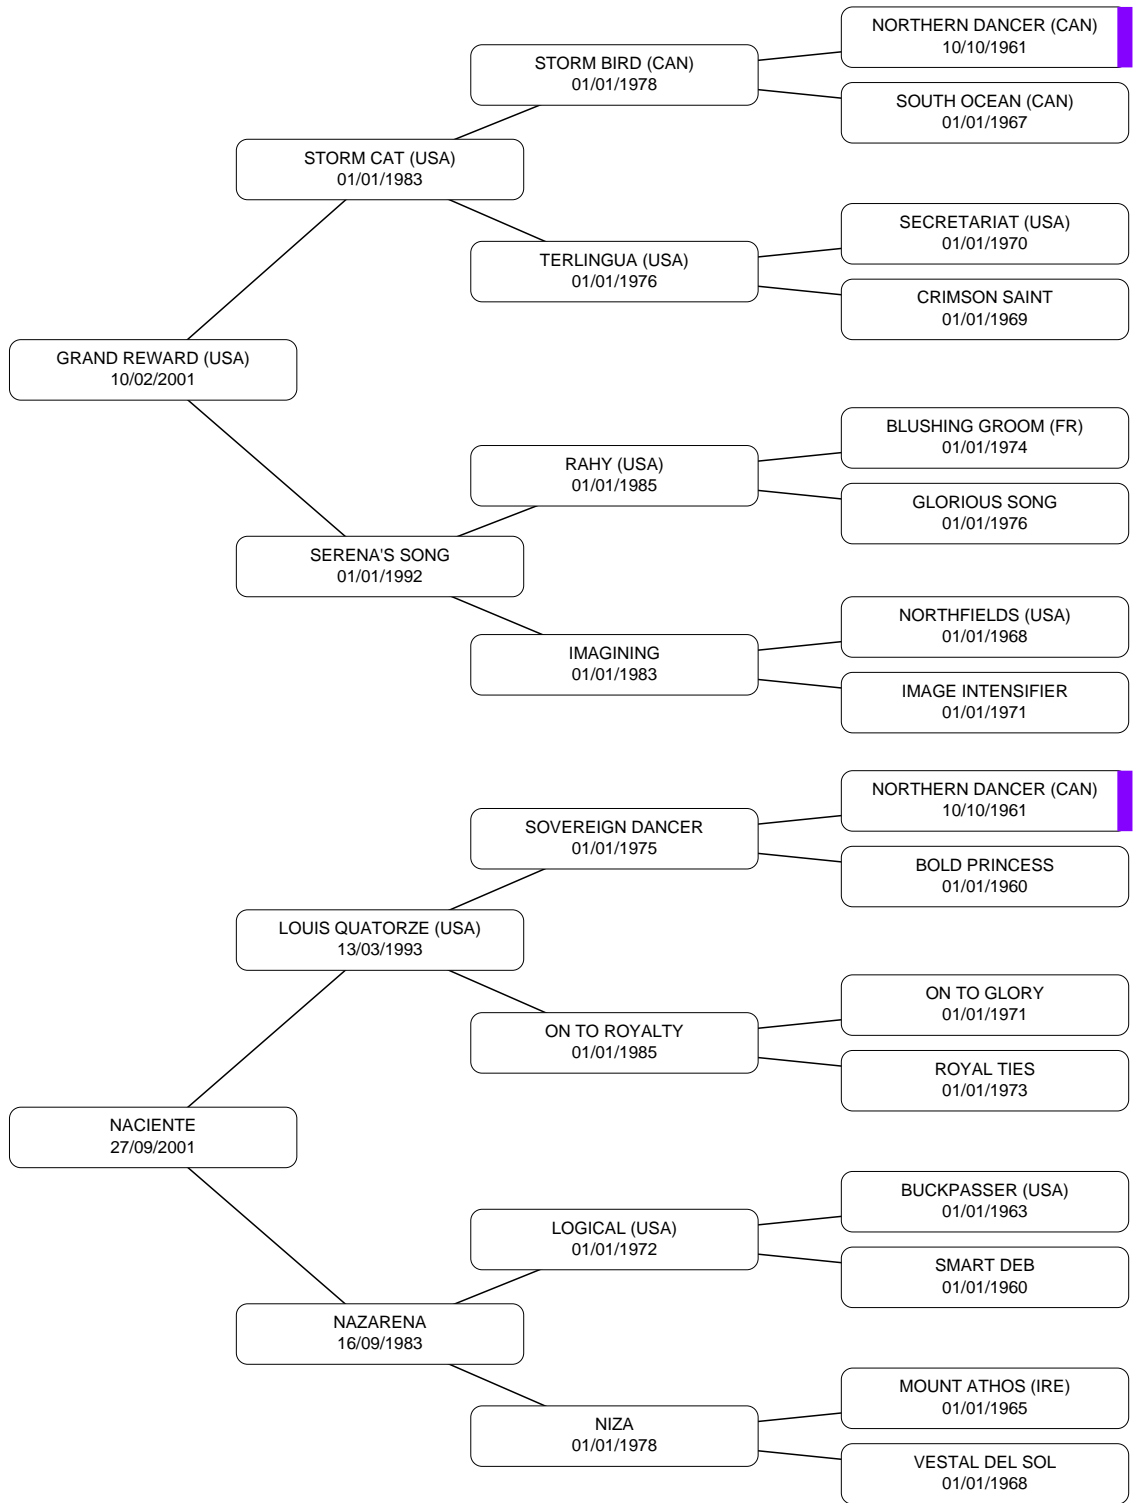 NORTHERN DANCER (CAN)
10/10/1961
STORM BIRD (CAN)
01/01/1978
SOUTH OCEAN (CAN)
01/01/1967
STORM CAT (USA)
01/01/1983
SECRETARIAT (USA)
01/01/1970
TERLINGUA (USA)
01/01/1976
CRIMSON SAINT
01/01/1969
GRAND REWARD (USA)
10/02/2001
BLUSHING GROOM (FR)
01/01/1974
RAHY (USA)
01/01/1985
GLORIOUS SONG
01/01/1976
SERENA'S SONG
01/01/1992
NORTHFIELDS (USA)
01/01/1968
IMAGINING
01/01/1983
IMAGE INTENSIFIER
01/01/1971
NORTHERN DANCER (CAN)
10/10/1961
SOVEREIGN DANCER
01/01/1975
BOLD PRINCESS
01/01/1960
LOUIS QUATORZE (USA)
13/03/1993
ON TO GLORY
01/01/1971
ON TO ROYALTY
01/01/1985
ROYAL TIES
01/01/1973
NACIENTE
27/09/2001
BUCKPASSER (USA)
01/01/1963
LOGICAL (USA)
01/01/1972
SMART DEB
01/01/1960
NAZARENA
16/09/1983
MOUNT ATHOS (IRE)
01/01/1965
NIZA
01/01/1978
VESTAL DEL SOL
01/01/1968